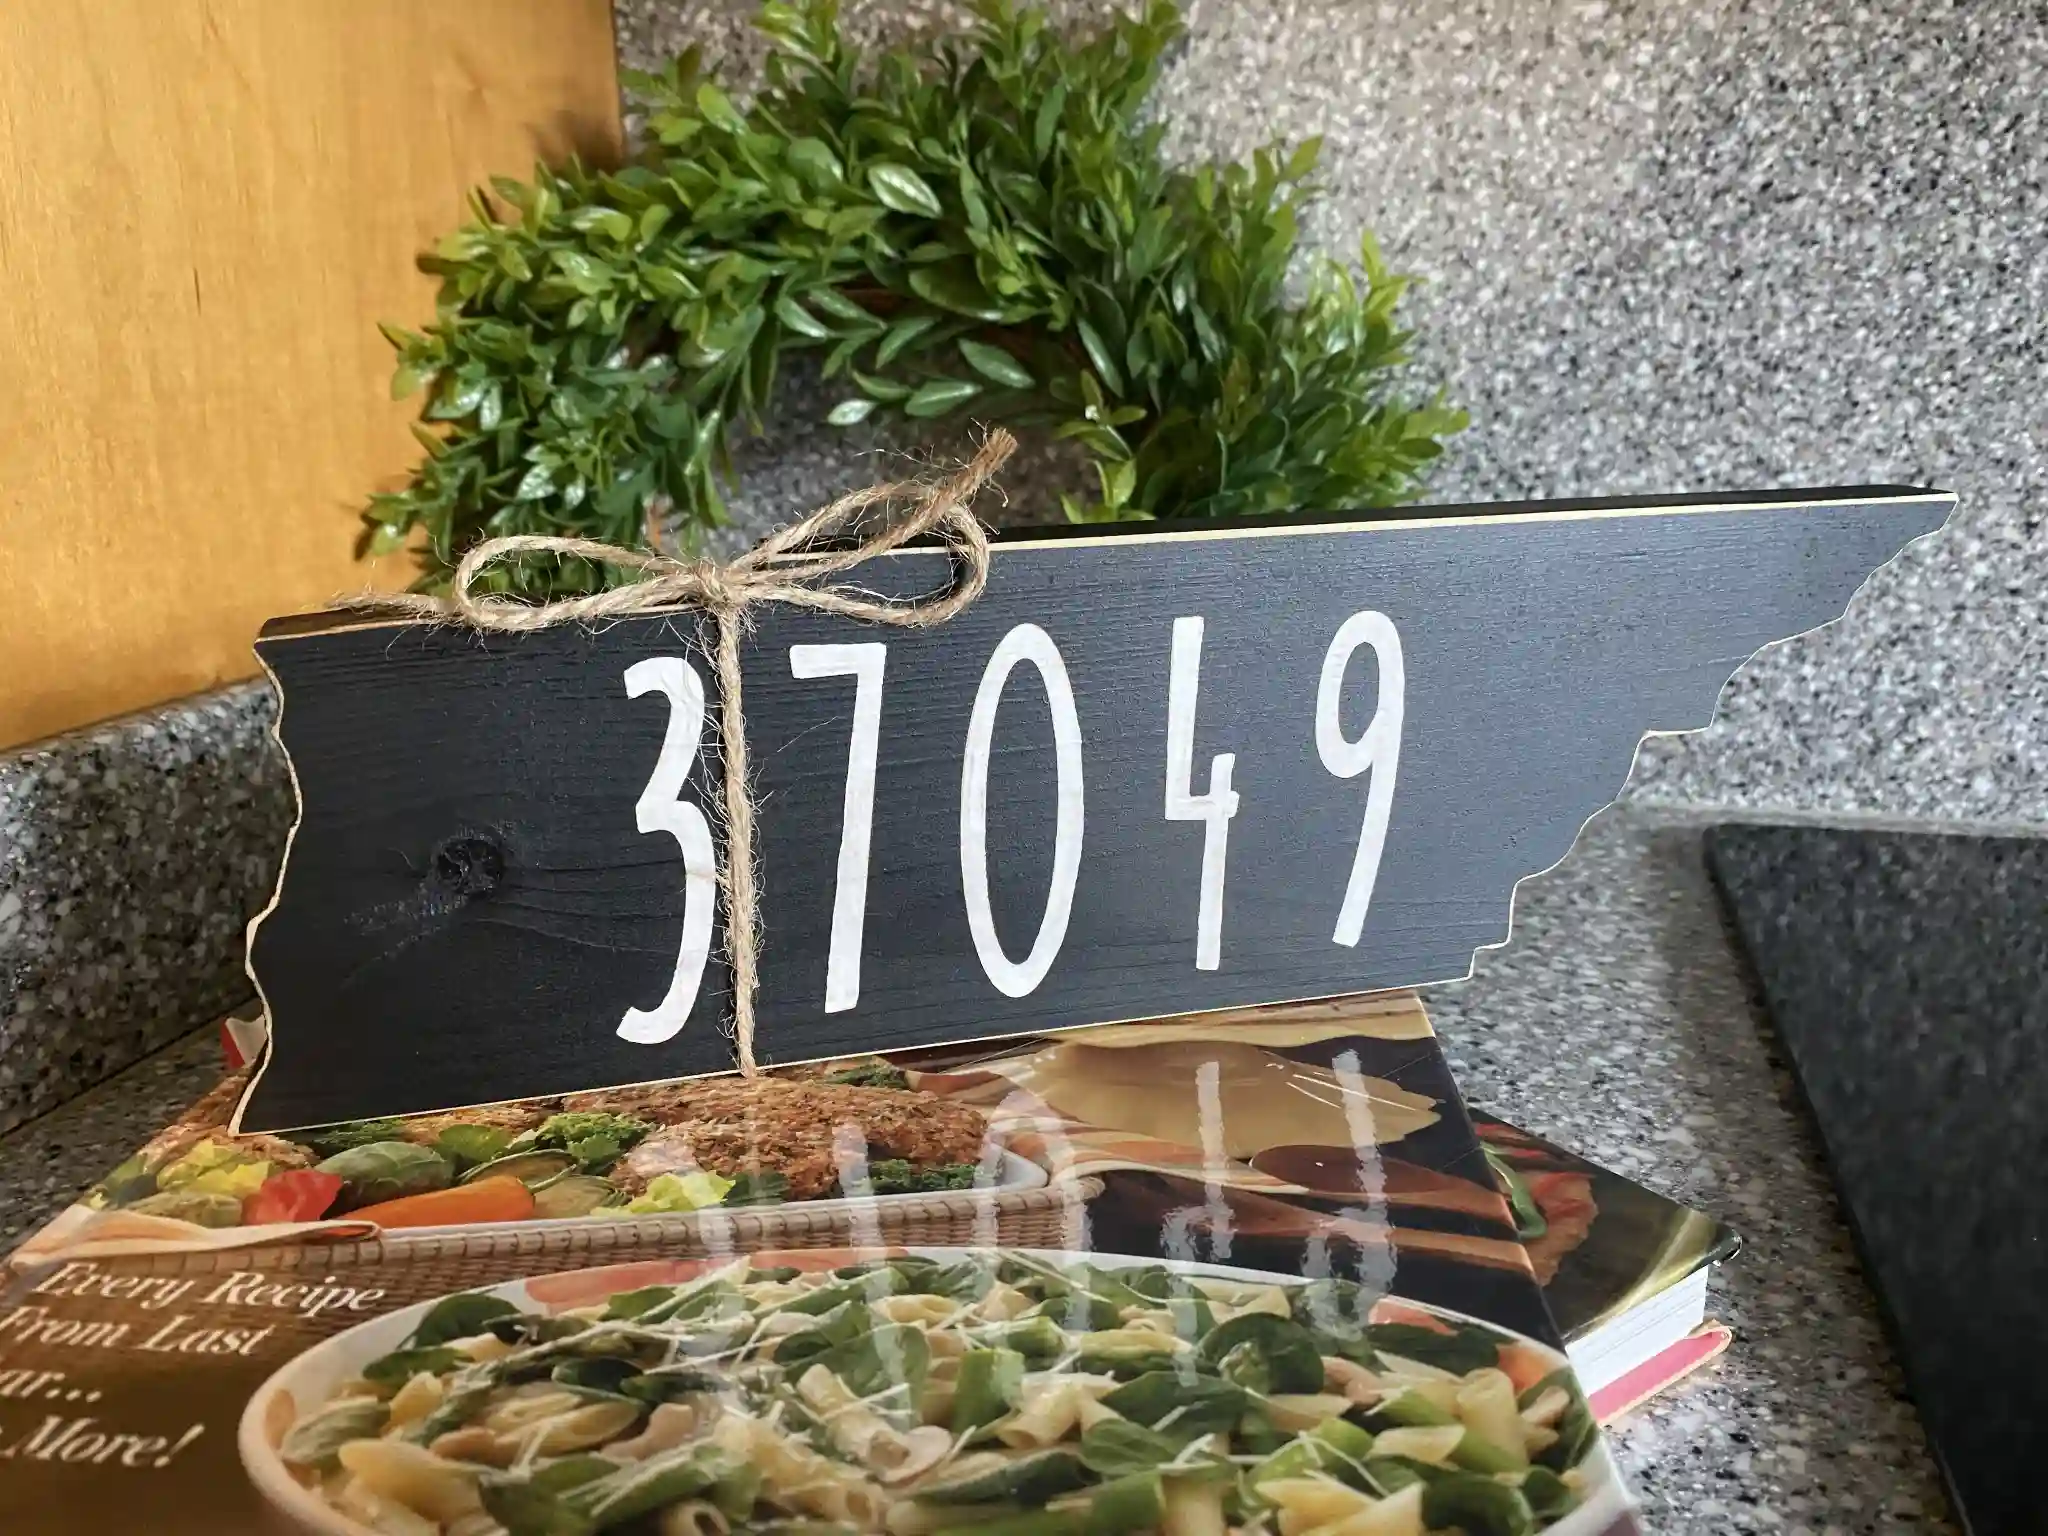 37049
Every Recipe
From Last
More!